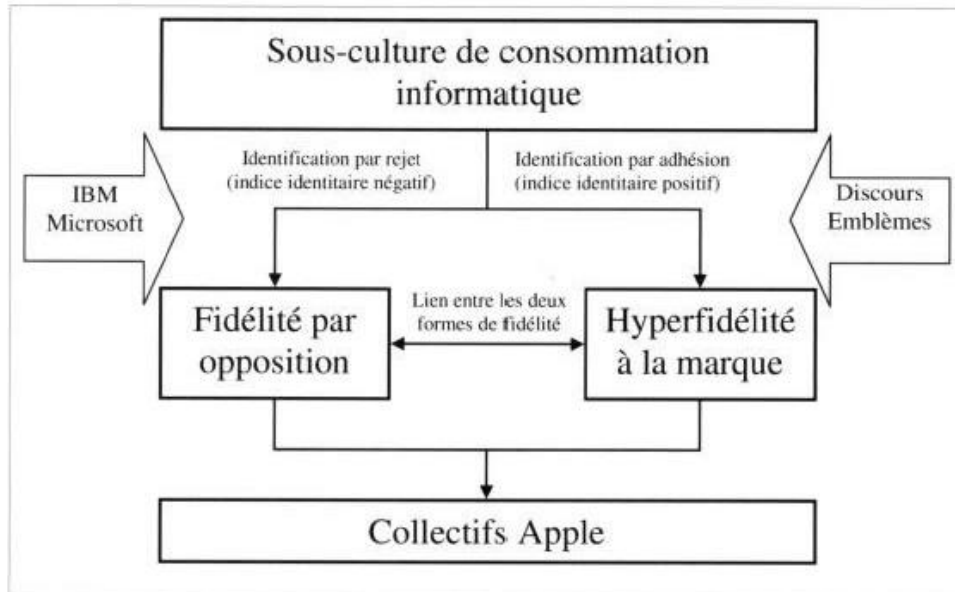 Sous-culture de consommation
informatique
Identification par rejet
(indice identitaire négatif)
Identification par adhésion
(indice identitaire positif)
IBM
Microsoft
Discours
Emblèmes
Fidélité par
opposition
Lien entre les deux
formes de fidélité
Hyperfidélité
à la marque
Collectifs Apple